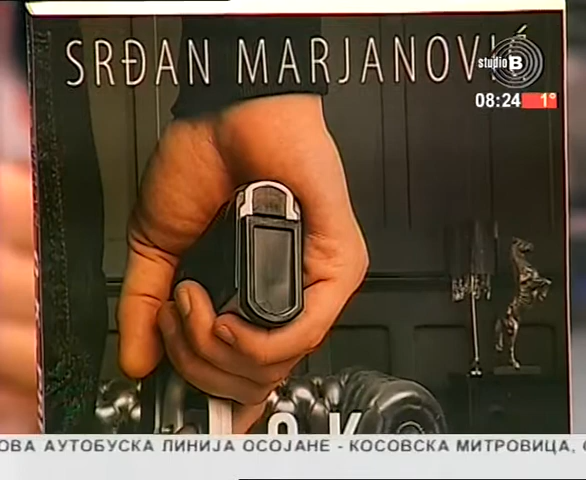 SRĐAN MARJANOVIĆ
studio B
08:24 1°
ОВА АУТОБУСКА ЛИНИЈА ОСОЈАНЕ - КОСОВСКА МИТРОВИЦА,